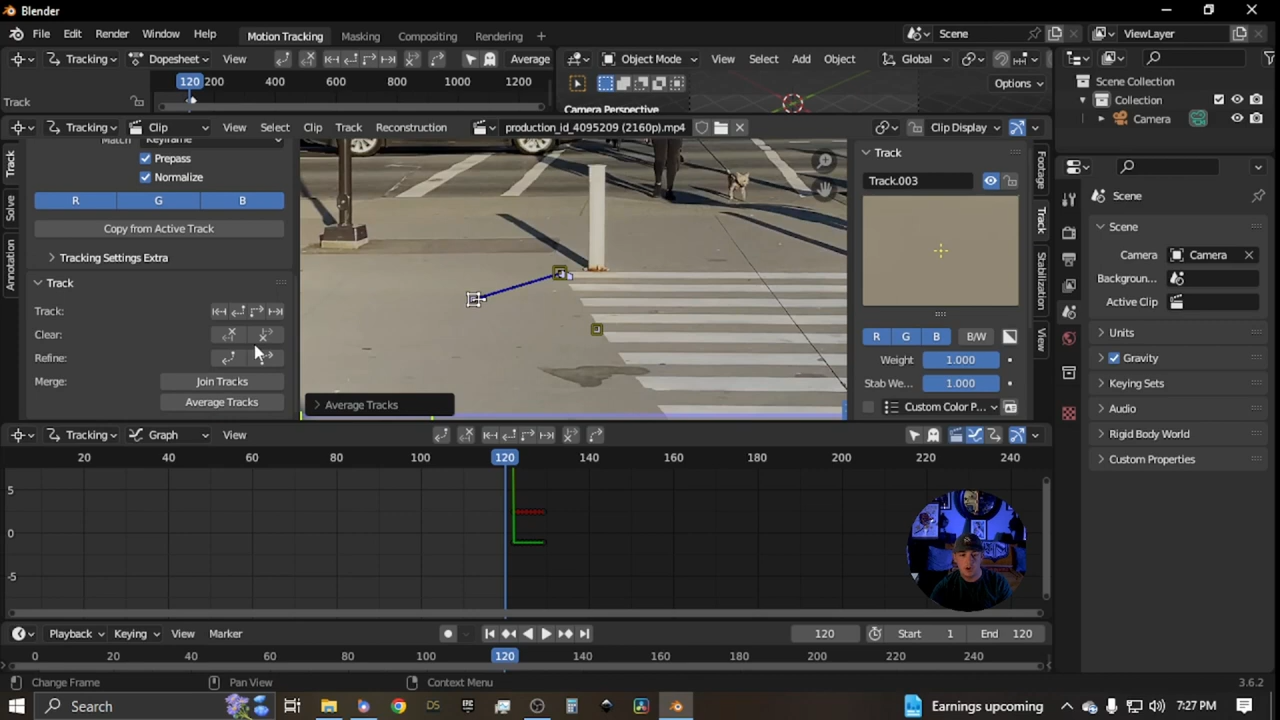 Blender
File Edit Render Window Help Motion Tracking Masking Compositing Rendering + Scene ViewLayer
Tracking Dopesheet View Average Object Mode View Select Add Object Global
120 200 400 600 800 1000 1200 Options
Track Camera Perspective
Scene Collection
Collection
Camera
Tracking Clip View Select Clip Track Reconstruction production_id_4095209 (2160p).mp4 Clip Display
Track
Solve
Annotation
Match Keyframe
Prepass
Normalize
R G B
Copy from Active Track
Tracking Settings Extra
Track
Track:
Clear:
Refine:
Merge: Join Tracks
Average Tracks
Average Tracks
Track
Track.003
R G B B/W
Weight 1.000
Stab We... 1.000
Custom Color P...
Footage
Track
Stabilization
View
Scene
Scene
Camera Camera
Backgroun...
Active Clip
Units
Gravity
Keying Sets
Audio
Rigid Body World
Custom Properties
Tracking Graph View
20 40 60 80 100 120 140 160 180 200 220 240
5
0
-5
Playback Keying View Marker 120 Start 1 End 120
0 20 40 60 80 100 120 140 160 180 200 220 240
Change Frame Pan View Context Menu 3.6.2
Search DS EPIC Earnings upcoming 7:27 PM